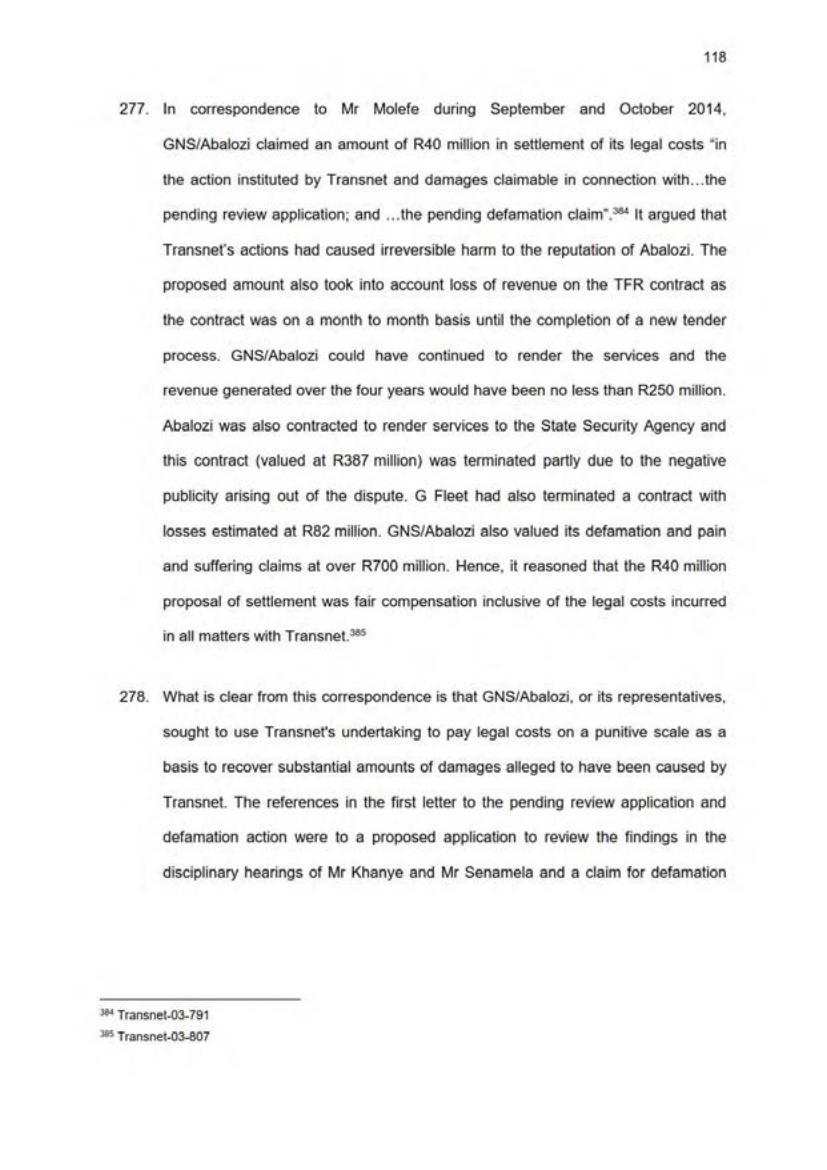 118
277. In correspondence to Mr Molefe during September and October 2014,
GNS/Abalozi claimed an amount of R40 million in settlement of its legal costs "in
the action instituted by Transnet and damages claimable in connection with…the
pending review application; and …the pending defamation claim".384 It argued that
Transnet's actions had caused irreversible harm to the reputation of Abalozi. The
proposed amount also took into account loss of revenue on the TFR contract as
the contract was on a month to month basis until the completion of a new tender
process. GNS/Abalozi could have continued to render the services and the
revenue generated over the four years would have been no less than R250 million.
Abalozi was also contracted to render services to the State Security Agency and
this contract (valued at R387 million) was terminated partly due to the negative
publicity arising out of the dispute. G Fleet had also terminated a contract with
losses estimated at R82 million. GNS/Abalozi also valued its defamation and pain
and suffering claims at over R700 million. Hence, it reasoned that the R40 million
proposal of settlement was fair compensation inclusive of the legal costs incurred
in all matters with Transnet.385
278. What is clear from this correspondence is that GNS/Abalozi, or its representatives,
sought to use Transnet's undertaking to pay legal costs on a punitive scale as a
basis to recover substantial amounts of damages alleged to have been caused by
Transnet. The references in the first letter to the pending review application and
defamation action were to a proposed application to review the findings in the
disciplinary hearings of Mr Khanye and Mr Senamela and a claim for defamation
384 Transnet-03-791
385 Transnet-03-807